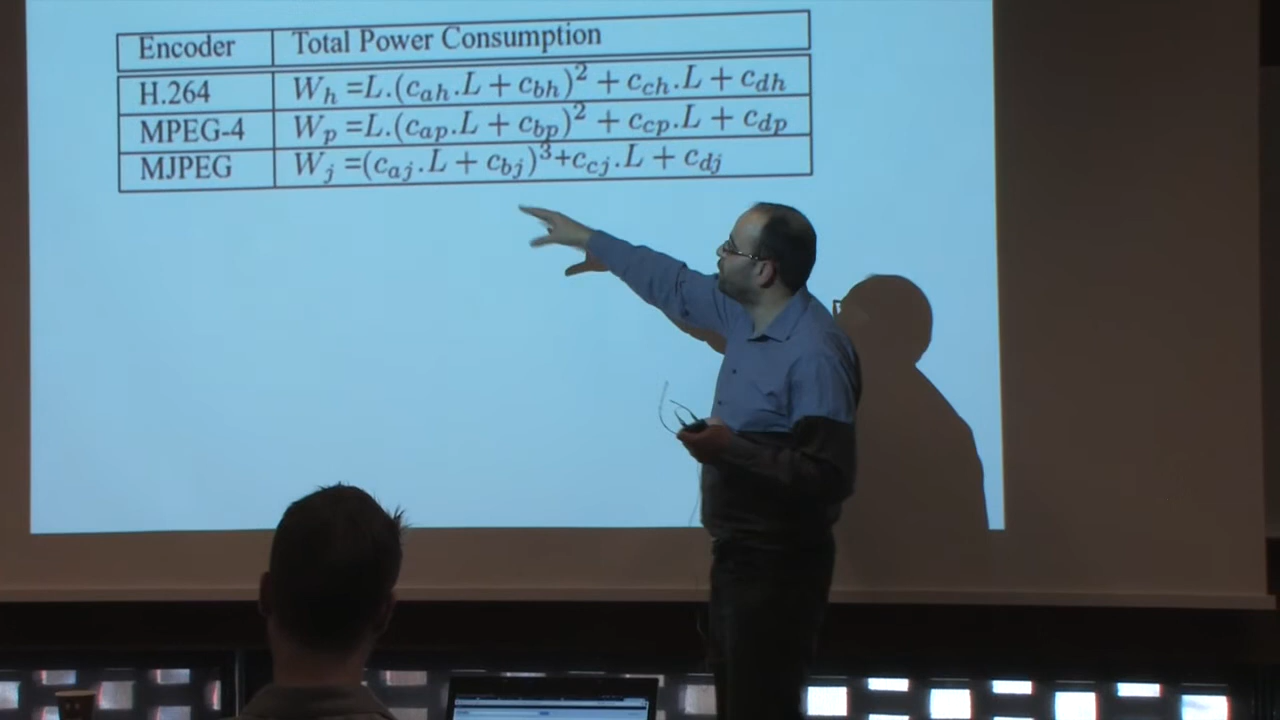 Encoder Total Power Consumption
H.264 W_h =L.(c_ah.L + c_bh)² + c_ch.L + c_dh
MPEG-4 W_p =L.(c_ap.L + c_bp)² + c_cp.L + c_dp
MJPEG W_j =(c_aj.L + c_bj)³+c_cj.L + c_dj